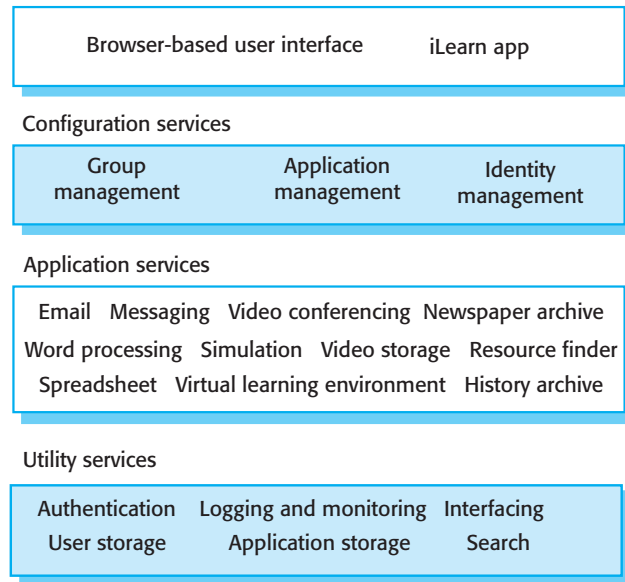 Browser-based user interface iLearn app
Configuration services
Group management Application management Identity management
Application services
Email Messaging Video conferencing Newspaper archive
Word processing Simulation Video storage Resource finder
Spreadsheet Virtual learning environment History archive
Utility services
Authentication Logging and monitoring Interfacing
User storage Application storage Search